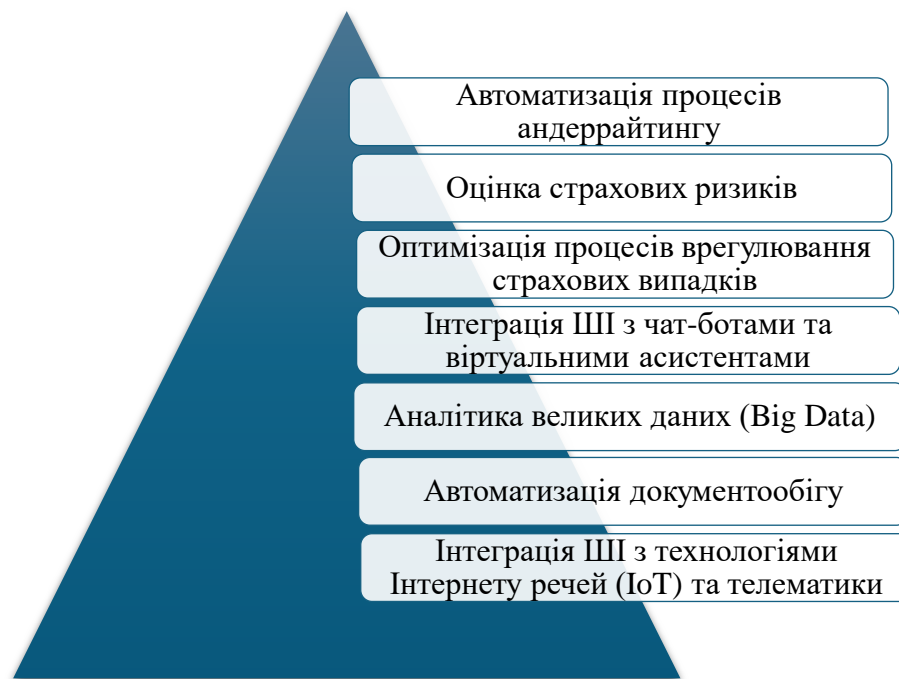 Автоматизація процесів
андеррайтингу
Оцінка страхових ризиків
Оптимізація процесів врегулювання
страхових випадків
Інтеграція ШІ з чат-ботами та
віртуальними асистентами
Аналітика великих даних (Big Data)
Автоматизація документообігу
Інтеграція ШІ з технологіями
Інтернету речей (IoT) та телематики